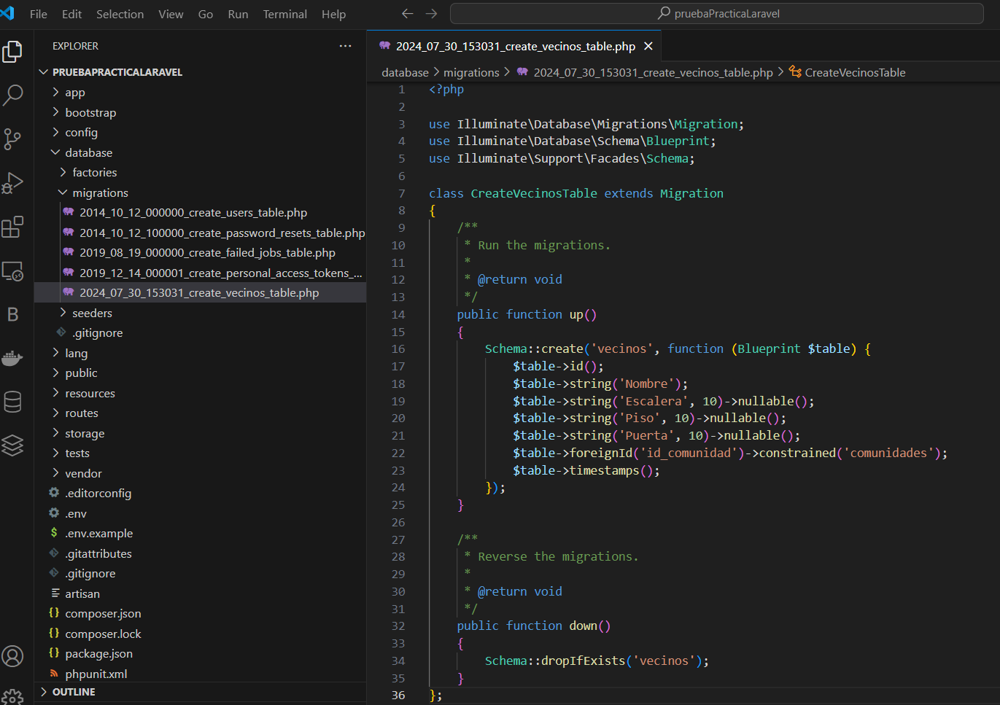 File Edit Selection View Go Run Terminal Help
pruebaPracticaLaravel
EXPLORER
PRUEBAPRACTICALARAVEL
app
bootstrap
config
database
factories
migrations
2014_10_12_000000_create_users_table.php
2014_10_12_100000_create_password_resets_table.php
2019_08_19_000000_create_failed_jobs_table.php
2019_12_14_000001_create_personal_access_tokens_...
2024_07_30_153031_create_vecinos_table.php
seeders
.gitignore
lang
public
resources
routes
storage
tests
vendor
.editorconfig
.env
.env.example
.gitattributes
.gitignore
artisan
composer.json
composer.lock
package.json
phpunit.xml
OUTLINE
2024_07_30_153031_create_vecinos_table.php
database > migrations > 2024_07_30_153031_create_vecinos_table.php > CreateVecinosTable
1 <?php
2
3 use Illuminate\Database\Migrations\Migration;
4 use Illuminate\Database\Schema\Blueprint;
5 use Illuminate\Support\Facades\Schema;
6
7 class CreateVecinosTable extends Migration
8 {
9 /**
10 * Run the migrations.
11 *
12 * @return void
13 */
14 public function up()
15 {
16 Schema::create('vecinos', function (Blueprint $table) {
17 $table->id();
18 $table->string('Nombre');
19 $table->string('Escalera', 10)->nullable();
20 $table->string('Piso', 10)->nullable();
21 $table->string('Puerta', 10)->nullable();
22 $table->foreignId('id_comunidad')->constrained('comunidades');
23 $table->timestamps();
24 });
25 }
26
27 /**
28 * Reverse the migrations.
29 *
30 * @return void
31 */
32 public function down()
33 {
34 Schema::dropIfExists('vecinos');
35 }
36 };